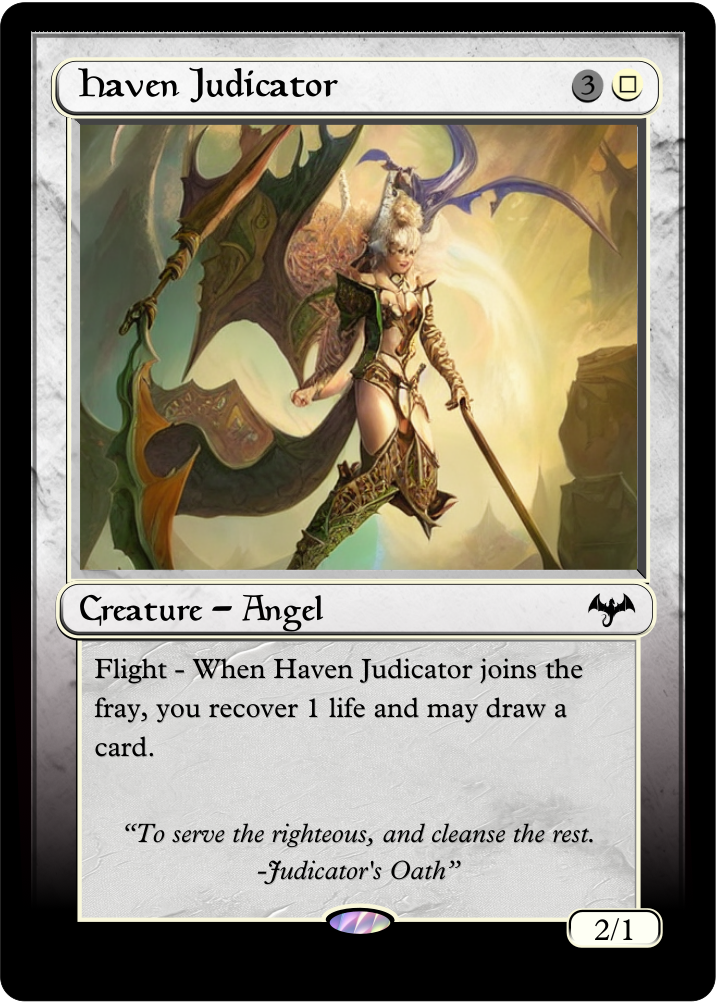 Haven Judicator 3
Creature – Angel
Flight - When Haven Judicator joins the
fray, you recover 1 life and may draw a
card.
“To serve the righteous, and cleanse the rest.
-Judicator's Oath”
2/1